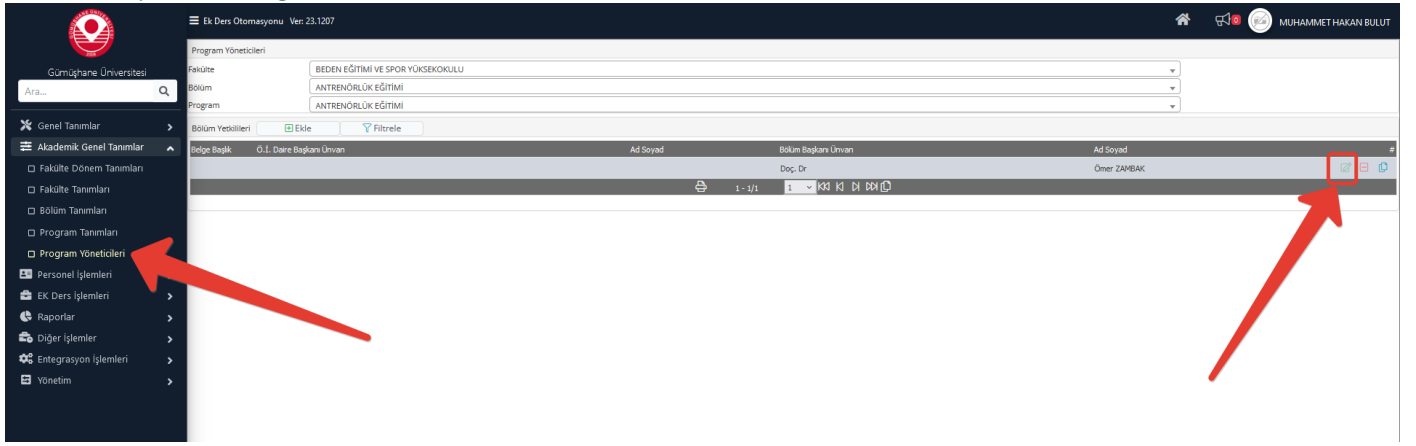 Ek Ders Otomasyonu Ver: 23.1207
0
MUHAMMET HAKAN BULUT
Gümüşhane Üniversitesi
Ara...
Genel Tanımlar
Akademik Genel Tanımlar
Fakülte Dönem Tanımları
Fakülte Tanımları
Bölüm Tanımları
Program Tanımları
Program Yöneticileri
Personel İşlemleri
EK Ders İşlemleri
Raporlar
Diğer İşlemler
Entegrasyon İşlemleri
Yönetim
Program Yöneticileri
Fakülte BEDEN EĞİTİMİ VE SPOR YÜKSEKOKULU
Bölüm ANTRENÖRLÜK EĞİTİMİ
Program ANTRENÖRLÜK EĞİTİMİ
Bölüm Yetkilileri Ekle Filtrele
Belge Başlık Ö.İ. Daire Başkanı Ünvan Ad Soyad Bölüm Başkanı Ünvan Ad Soyad #
Doç. Dr Ömer ZAMBAK
1 - 1/1 1